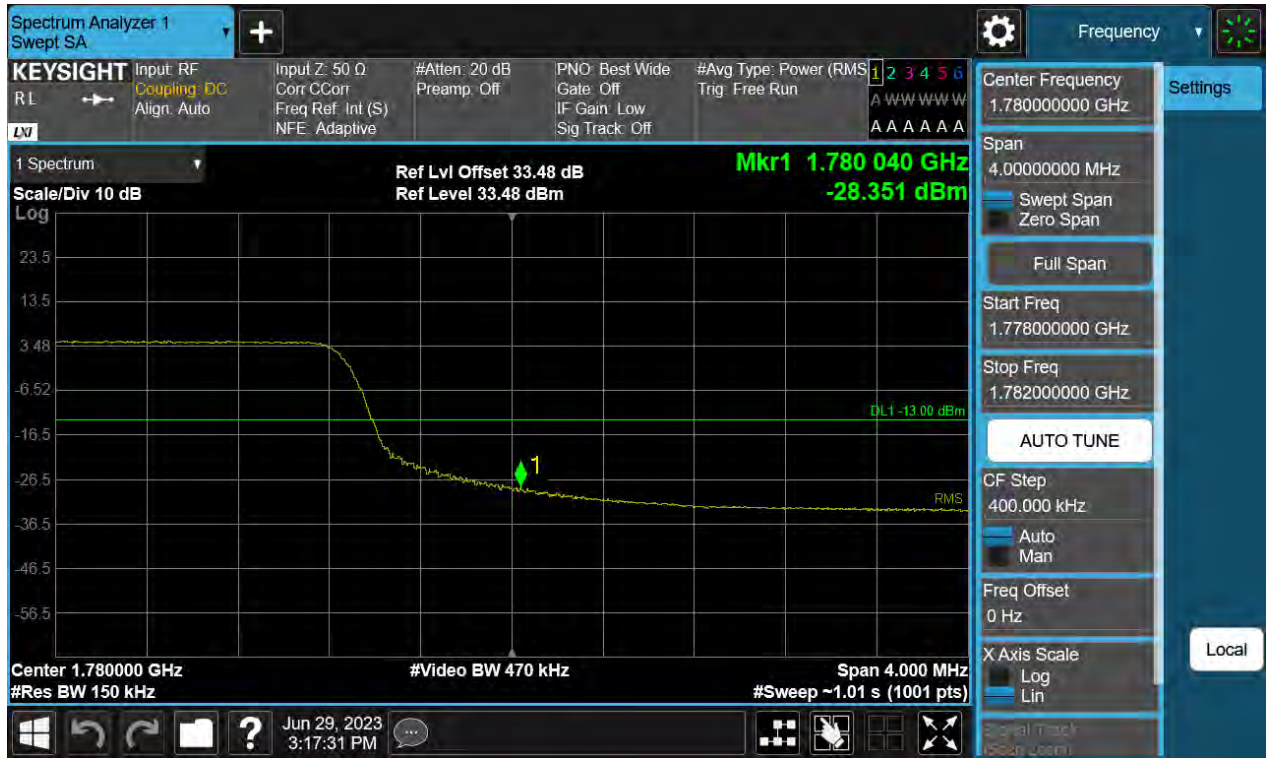 Spectrum Analyzer 1
Swept SA
Frequency
KEYSIGHT
RL
LXI
Input: RF
Coupling: DC
Align: Auto
Input Z: 50 Ω
Corr CCorr
Freq Ref: Int (S)
NFE: Adaptive
#Atten: 20 dB
Preamp: Off
PNO: Best Wide
Gate: Off
IF Gain: Low
Sig Track: Off
#Avg Type: Power (RMS
Trig: Free Run
1 2 3 4 5 6
A W W W W W
A A A A A A
1 Spectrum
Scale/Div 10 dB
Ref Lvl Offset 33.48 dB
Ref Level 33.48 dBm
Mkr1 1.780 040 GHz
-28.351 dBm
Log
23.5
13.5
3.48
-6.52
-16.5
-26.5
-36.5
-46.5
-56.5
DL1 -13.00 dBm
1
RMS
Center 1.780000 GHz
#Video BW 470 kHz
Span 4.000 MHz
#Res BW 150 kHz
#Sweep ~1.01 s (1001 pts)
Center Frequency
1.780000000 GHz
Settings
Span
4.00000000 MHz
Swept Span
Zero Span
Full Span
Start Freq
1.778000000 GHz
Stop Freq
1.782000000 GHz
AUTO TUNE
CF Step
400.000 kHz
Auto
Man
Freq Offset
0 Hz
X Axis Scale
Log
Lin
Local
Signal Track
(Span Zoom)
?
Jun 29, 2023
3:17:31 PM